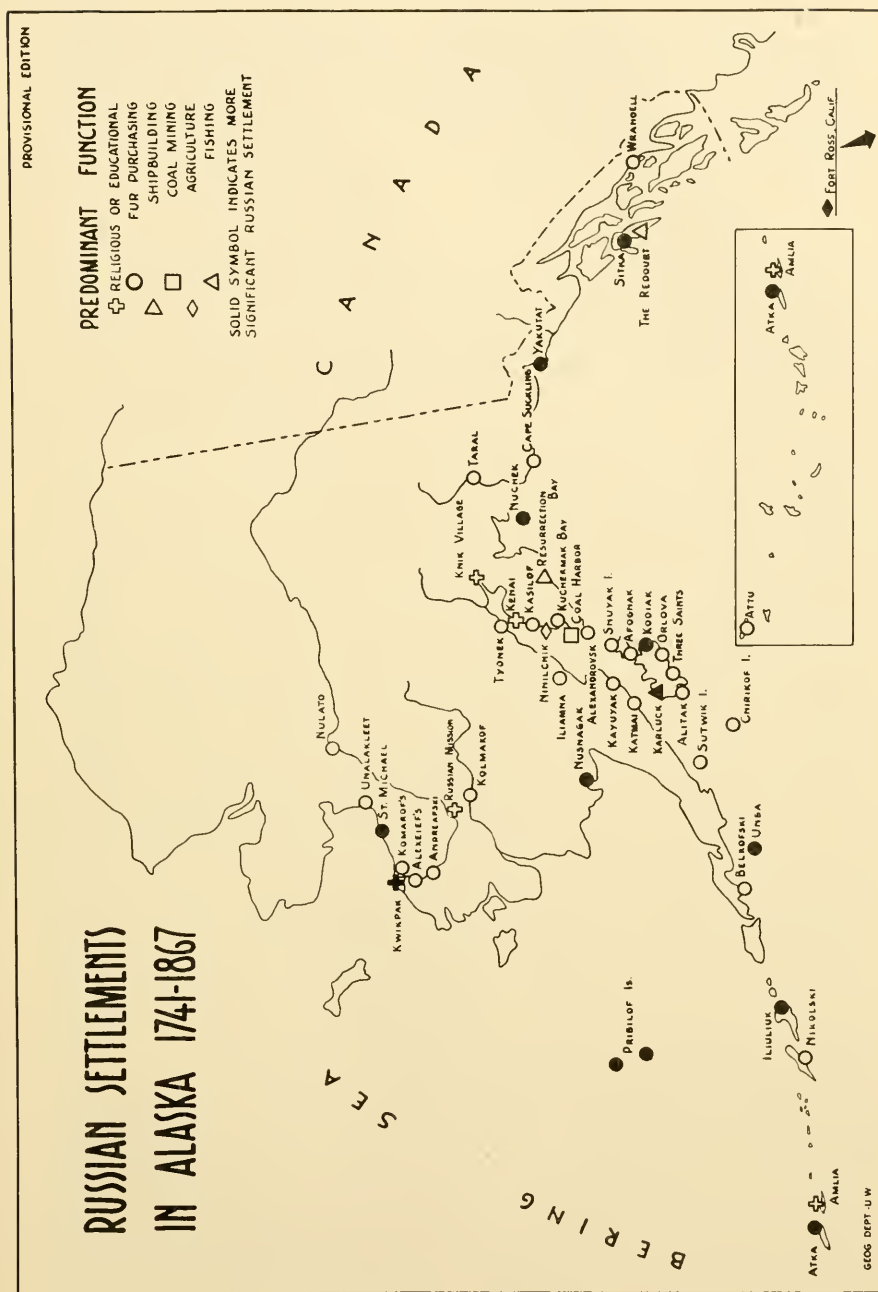 PROVISIONAL EDITION
RUSSIAN SETTLEMENTS
IN ALASKA 1741-1867
PREDOMINANT FUNCTION
RELIGIOUS OR EDUCATIONAL
FUR PURCHASING
SHIPBUILDING
COAL MINING
AGRICULTURE
FISHING
SOLID SYMBOL INDICATES MORE
SIGNIFICANT RUSSIAN SETTLEMENT
CANADA
BERING SEA
NULATO
UNALAKLEET
ST. MICHAEL
KWIKPAK
KOMAROF'S
ALEXEIEF'S
ANDREAFSKI
RUSSIAN MISSION
KOLMAKOF
KNIK VILLAGE
TARAL
NUCHEK
CAPE SUCKLING
YAKUTAT
SITKA
THE REDOUBT
WRANGELL
TYONEK
KENAI
KASILOF
RESURRECTION
BAY
KUCHERMAK BAY
NINILCHIK
COAL HARBOR
ILIAMNA
ALEXANDROVSK
NUSHAGAK
SHUYAK I.
KAYUYAK
AFOGNAK
KATMAI
KODIAK
ORLOVA
KARLUCK
THREE SAINTS
ALITAK
SUTWIK I.
CHIRIKOF I.
BELKOFSKI
UNGA
PRIBILOF IS.
ILIULIUK
NIKOLSKI
ATKA
AMLIA
ATTU
ATKA
AMLIA
FORT ROSS, CALIF
GEOG DEPT-UW